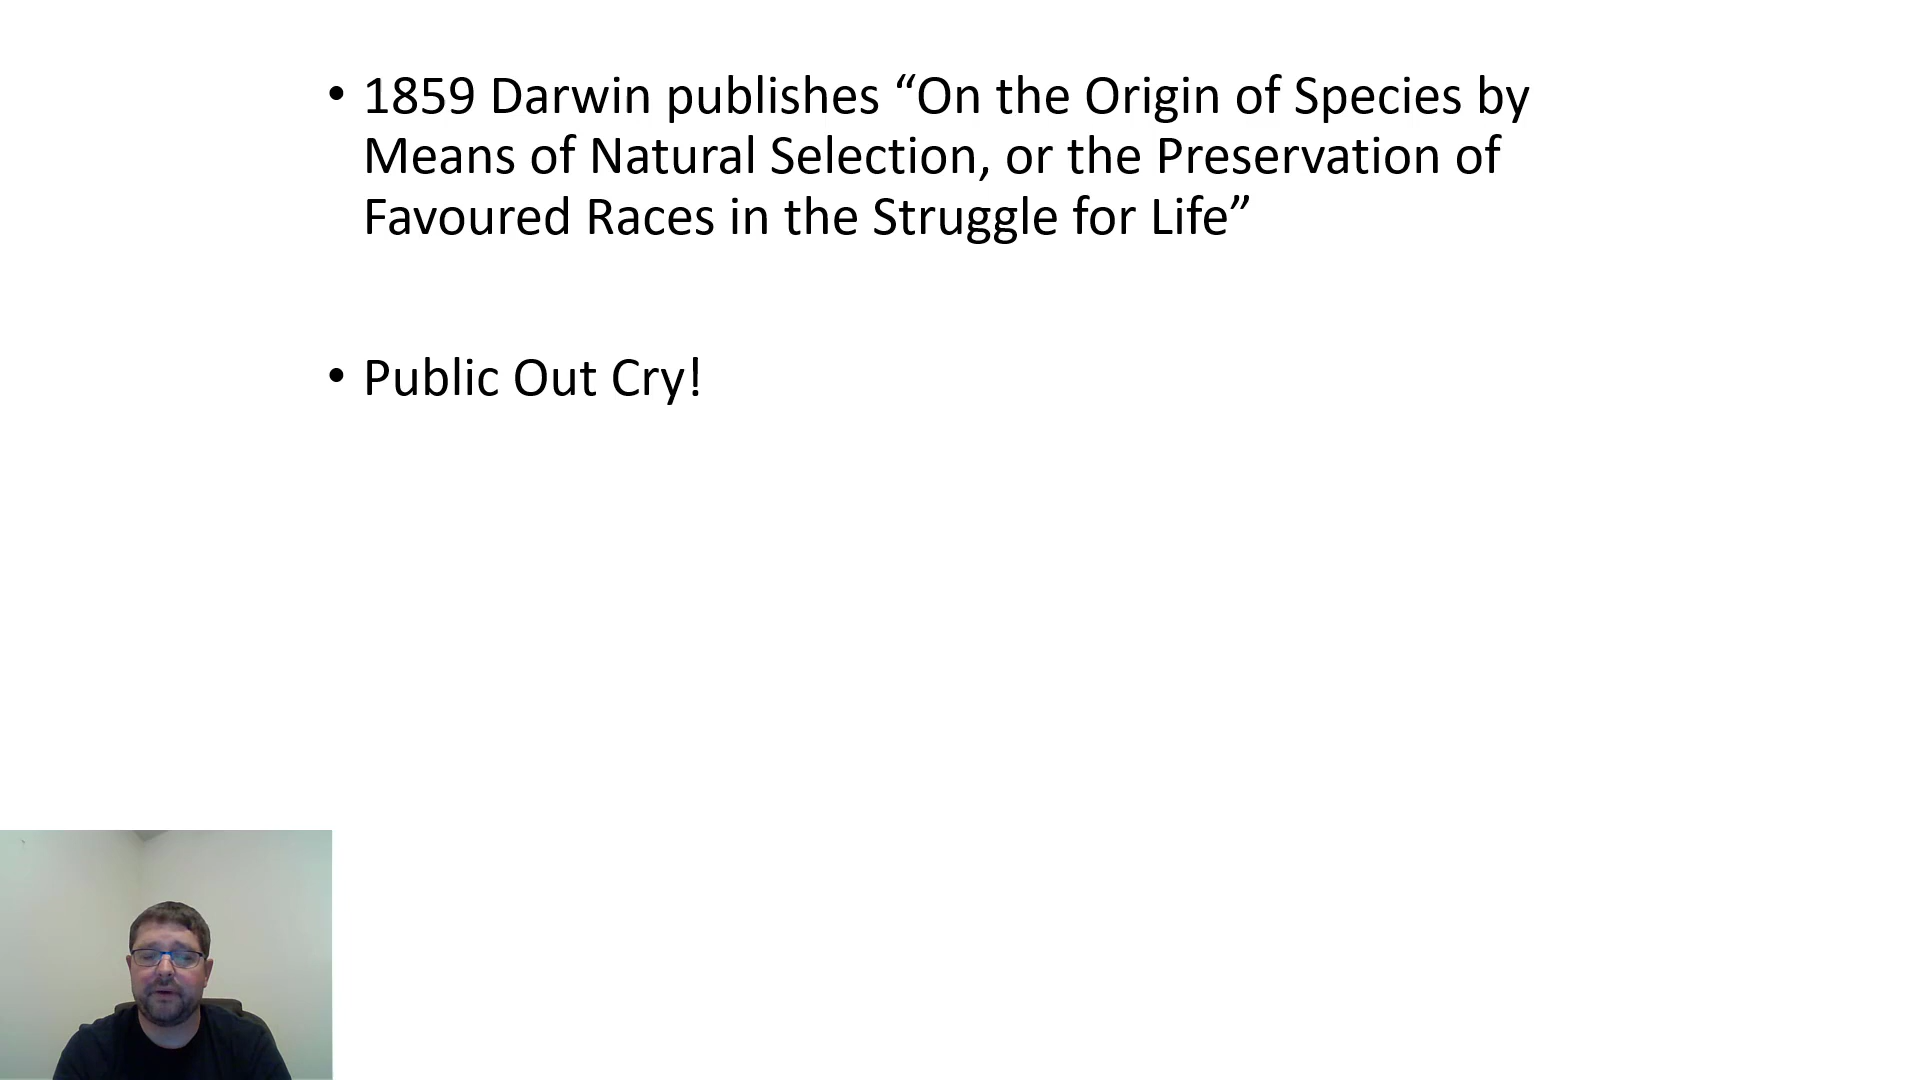 • 1859 Darwin publishes “On the Origin of Species by
Means of Natural Selection, or the Preservation of
Favoured Races in the Struggle for Life”
• Public Out Cry!